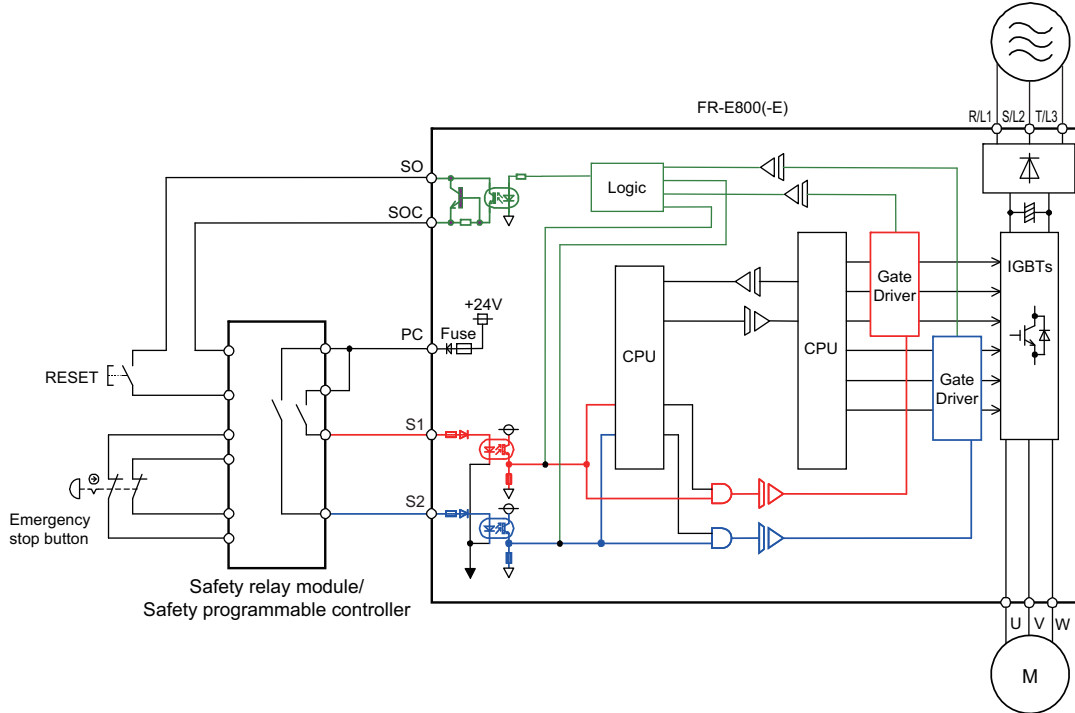 FR-E800(-E)
R/L1 S/L2 T/L3
SO
Logic
SOC
Gate
Driver
IGBTs
+24V
PC
Fuse
CPU
CPU
Gate
Driver
RESET
S1
S2
Emergency
stop button
Safety relay module/
Safety programmable controller
U V W
M